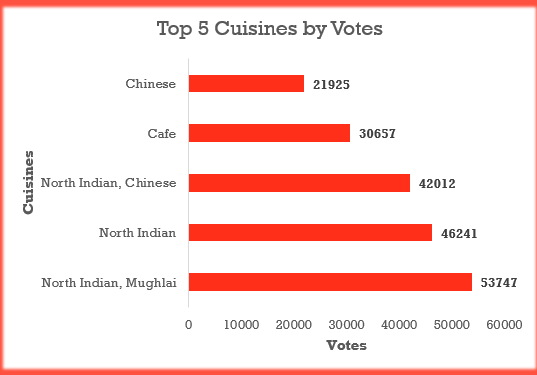 Top 5 Cuisines by Votes
Cuisines
Chinese 21925
Cafe 30657
North Indian, Chinese 42012
North Indian 46241
North Indian, Mughlai 53747
0 10000 20000 30000 40000 50000 60000
Votes